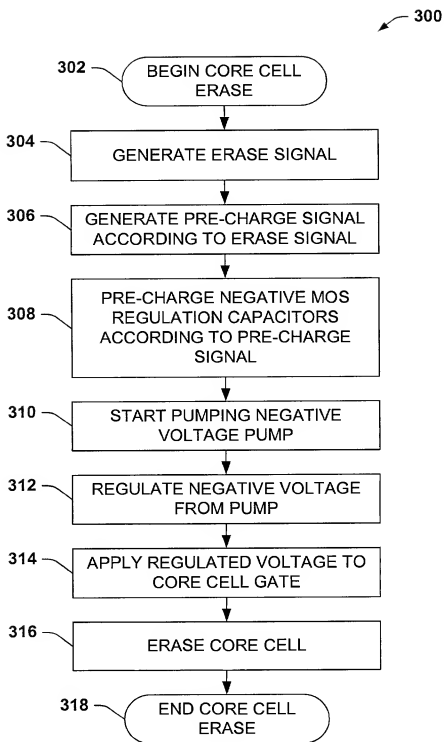 300
302
BEGIN CORE CELL
ERASE
304
GENERATE ERASE SIGNAL
306
GENERATE PRE-CHARGE SIGNAL
ACCORDING TO ERASE SIGNAL
308
PRE-CHARGE NEGATIVE MOS
REGULATION CAPACITORS
ACCORDING TO PRE-CHARGE
SIGNAL
310
START PUMPING NEGATIVE
VOLTAGE PUMP
312
REGULATE NEGATIVE VOLTAGE
FROM PUMP
314
APPLY REGULATED VOLTAGE TO
CORE CELL GATE
316
ERASE CORE CELL
318
END CORE CELL
ERASE